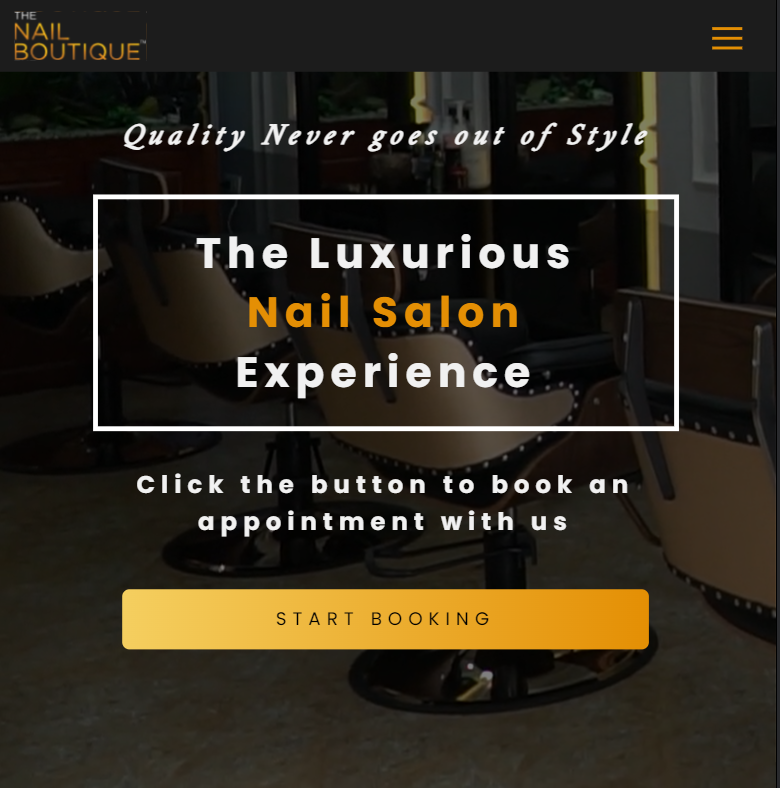 THE
NAIL
BOUTIQUE™
Quality Never goes out of Style
The Luxurious
Nail Salon
Experience
Click the button to book an
appointment with us
START BOOKING